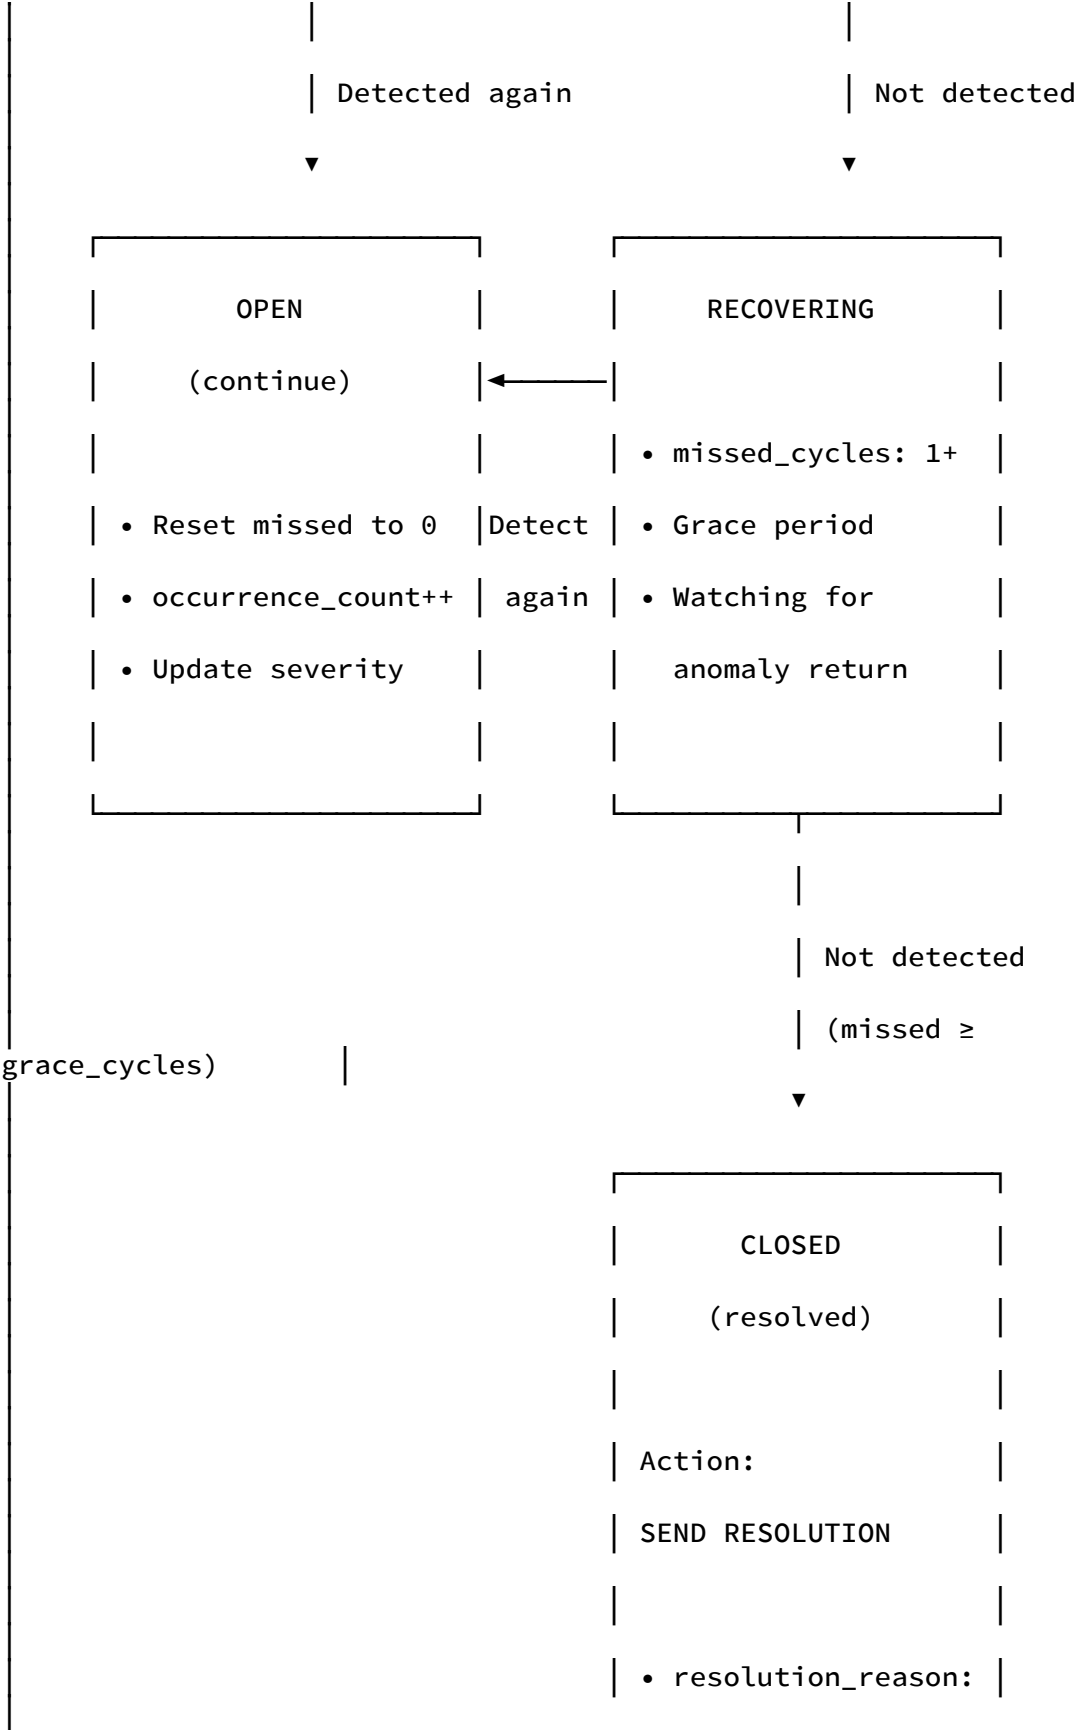 Detected again Not detected
OPEN RECOVERING
(continue)
• missed_cycles: 1+
• Reset missed to 0 Detect • Grace period
• occurrence_count++ again • Watching for
• Update severity anomaly return
Not detected
(missed ≥
grace_cycles)
CLOSED
(resolved)
Action:
SEND RESOLUTION
• resolution_reason: